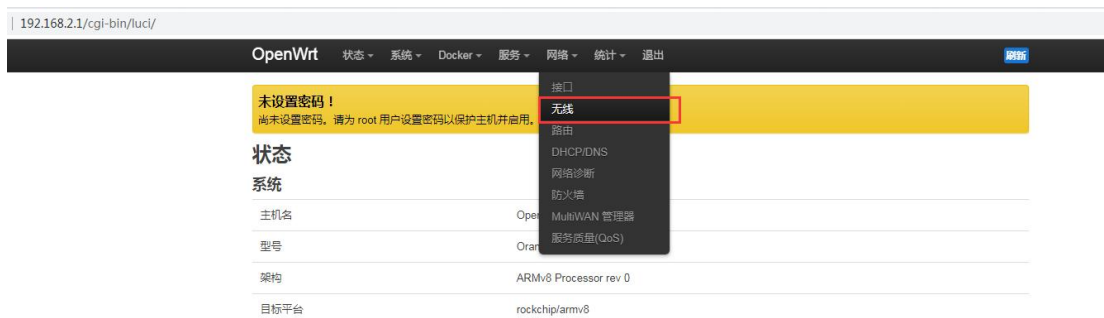 192.168.2.1/cgi-bin/luci/
OpenWrt 状态 系统 Docker 服务 网络 统计 退出 刷新
未设置密码！
尚未设置密码。请为 root 用户设置密码以保护主机并启用。
接口
无线
路由
DHCP/DNS
网络诊断
防火墙
MultiWAN 管理器
服务质量(QoS)
状态
系统
主机名 Oper
型号 Oran
架构 ARMv8 Processor rev 0
目标平台 rockchip/armv8